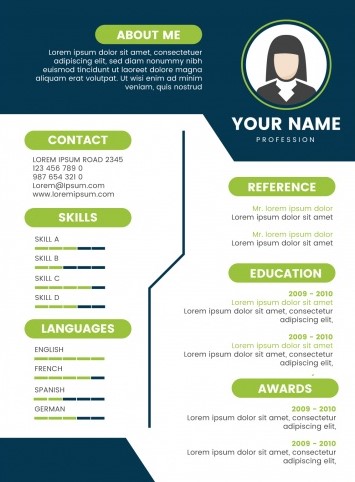 ABOUT ME
Lorem ipsum dolor sit amet, consectetuer
adipiscing elit, sed diam nonummy nibh
euismod tincidunt ut laoreet dolore magna
aliquam erat volutpat. Ut wisi enim ad minim
veniam, quis nostrud
YOUR NAME
PROFESSION
CONTACT
LOREM IPSUM ROAD 2345
123 456 789 0
987 654 321 0
Lorem@Ipsum.com
www.loremipsum.com
SKILLS
SKILL A
SKILL B
SKILL C
SKILL D
LANGUAGES
ENGLISH
FRENCH
SPANISH
GERMAN
REFERENCE
Mr. lorem ipsum dolor
Lorem ipsum dolor sit amet
Mr. lorem ipsum dolor
Lorem ipsum dolor sit amet
EDUCATION
2009 - 2010
Lorem ipsum dolor sit amet
Lorem ipsum dolor sit amet, consectetuer
adipiscing elit,
2009 - 2010
Lorem ipsum dolor sit amet
Lorem ipsum dolor sit amet, consectetuer
adipiscing elit,
AWARDS
2009 - 2010
Lorem ipsum dolor sit amet, consectetuer
adipiscing elit,
2009 - 2010
Lorem ipsum dolor sit amet, consectetuer
adipiscing elit,